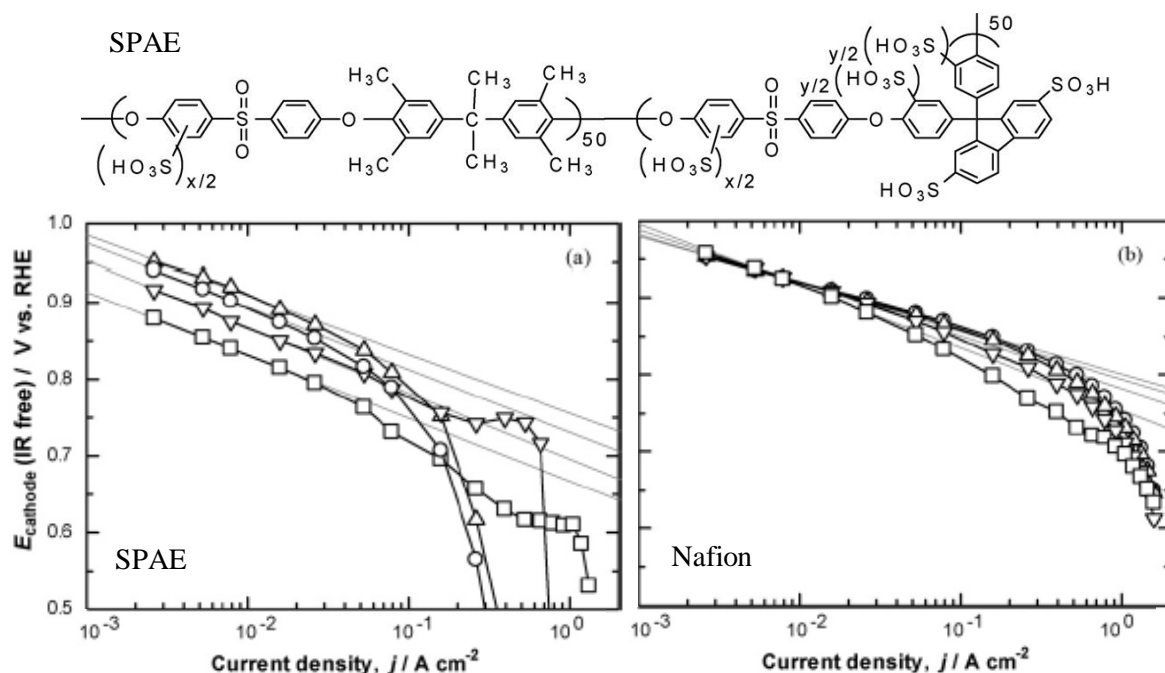 SPAE
O
(HO3S)x/2
O
S
O
O
H3C
CH3
H3C
CH3
H3C
CH3
50
O
(HO3S)x/2
O
S
O
O
y/2(HO3S)
y/2(HO3S)
50
SO3H
HO3S
(a)
SPAE
Ecathode (IR free) / V vs. RHE
1.0
0.9
0.8
0.7
0.6
0.5
10-3
10-2
10-1
100
Current density, j / A cm-2
(b)
Nafion
10-3
10-2
10-1
100
Current density, j / A cm-2